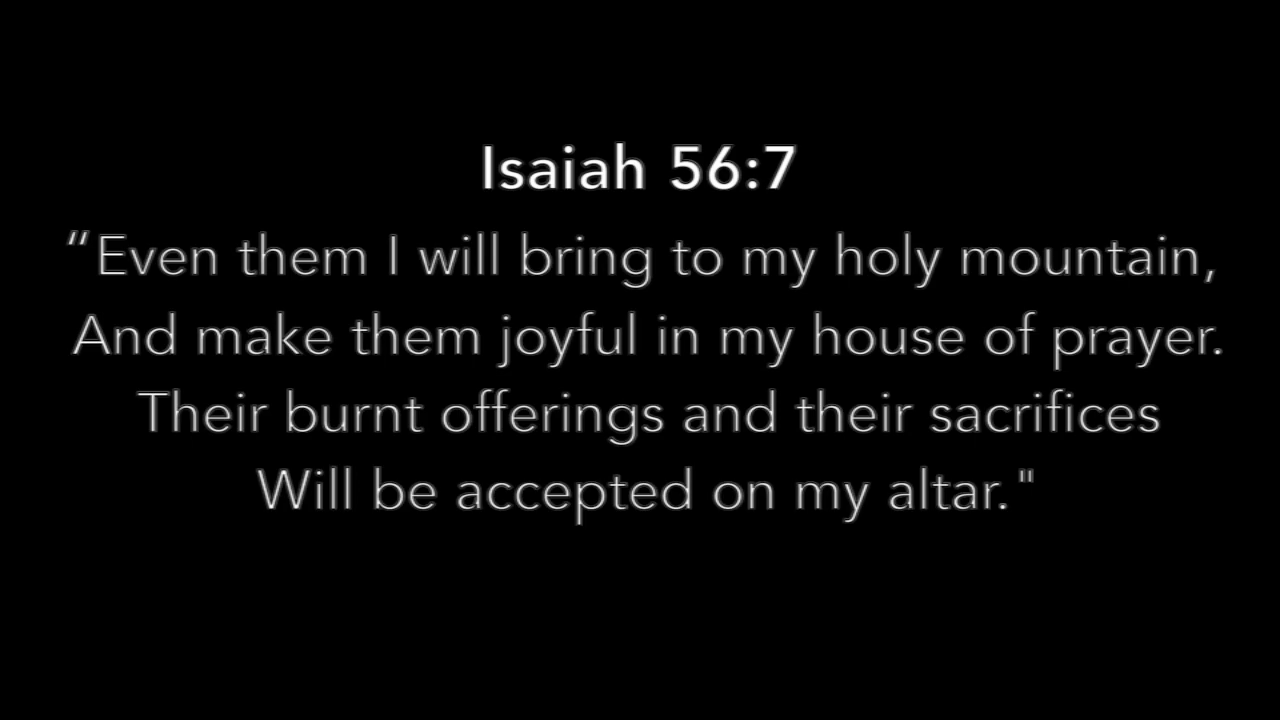 Isaiah 56:7
“Even them I will bring to my holy mountain,
And make them joyful in my house of prayer.
Their burnt offerings and their sacrifices
Will be accepted on my altar."